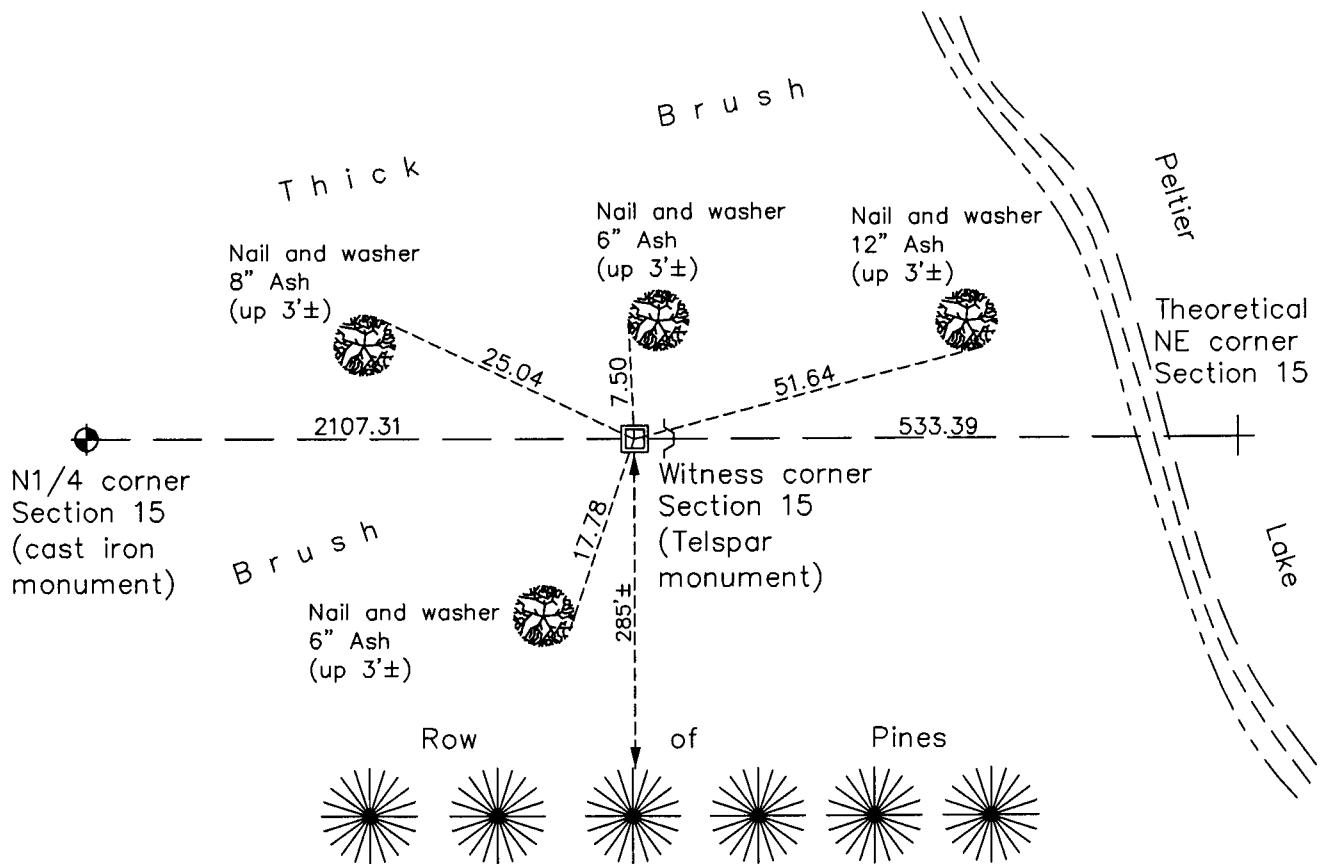 Brush
Thick
Peltier
Nail and washer
6" Ash
(up 3'±)
Nail and washer
12" Ash
(up 3'±)
Nail and washer
8" Ash
(up 3'±)
Theoretical
NE corner
Section 15
25.04
7.50
51.64
2107.31
533.39
N1/4 corner
Section 15
(cast iron
monument)
Witness corner
Section 15
(Telspar
monument)
17.78
Brush
285'±
Lake
Nail and washer
6" Ash
(up 3'±)
Row of Pines